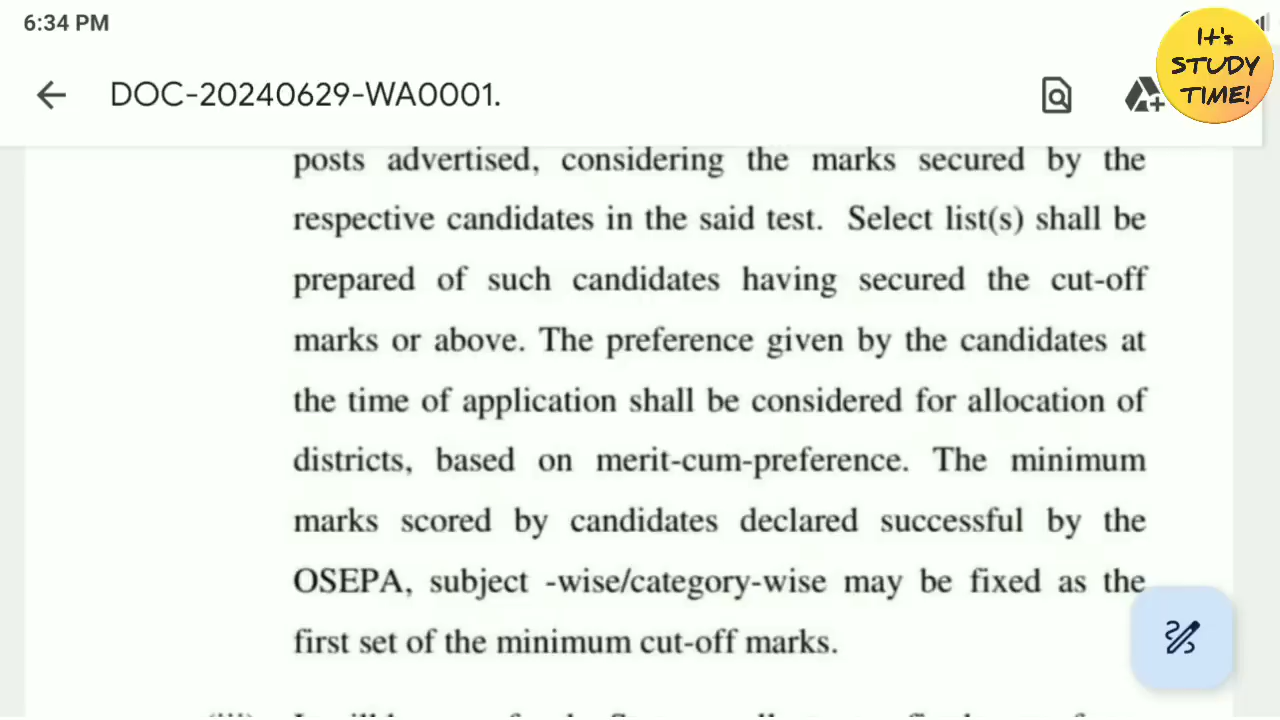 6:34 PM
It's
STUDY
TIME!
DOC-20240629-WA0001.
posts advertised, considering the marks secured by the
respective candidates in the said test. Select list(s) shall be
prepared of such candidates having secured the cut-off
marks or above. The preference given by the candidates at
the time of application shall be considered for allocation of
districts, based on merit-cum-preference. The minimum
marks scored by candidates declared successful by the
OSEPA, subject -wise/category-wise may be fixed as the
first set of the minimum cut-off marks.